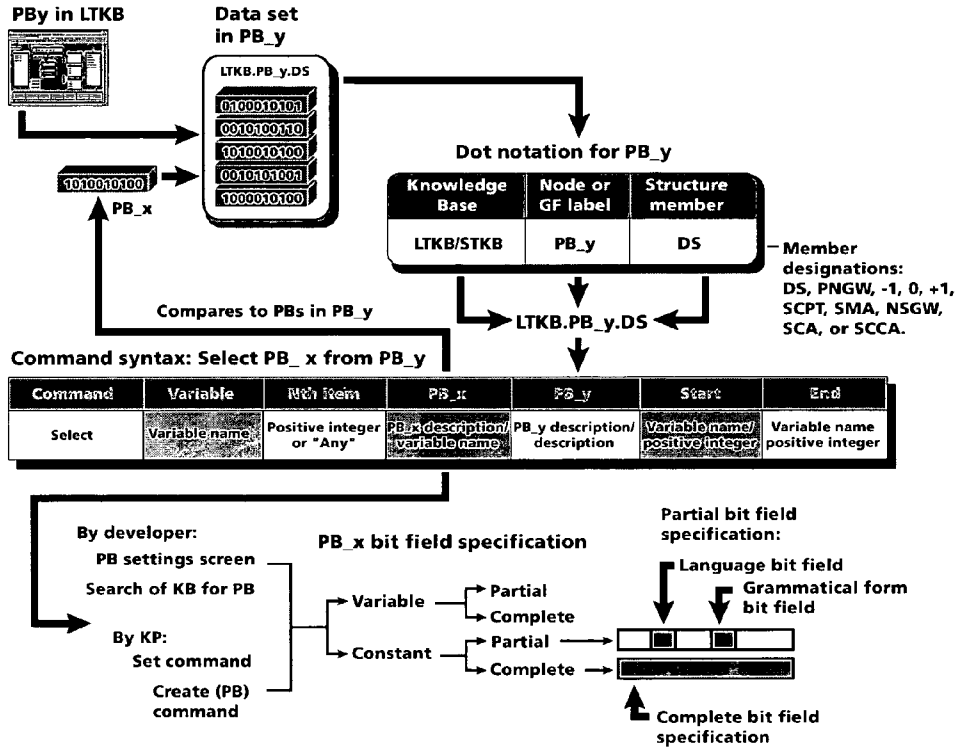 PBy in LTKB
Data set
in PB_y
LTKB.PB_y.DS
0100010101
0010100110
1010010100
0010101001
1000010100
1010010100
PB_x
Dot notation for PB_y
Knowledge
Base
Node or
GF label
Structure
member
LTKB/STKB
PB_y
DS
Member
designations:
DS, PNGW, -1, 0, +1,
SCPT, SMA, NSGW,
SCA, or SCCA.
LTKB.PB_y.DS
Compares to PBs in PB_y
Command syntax: Select PB_ x from PB_y
Command
Variable
Nth item
PB_x
PB_y
Start
End
Select
Variable name
Positive integer
or "Any"
PB_x description/
variable name
PB_y description/
description
Variable name/
positive integer
Variable name
positive integer
By developer:
PB settings screen
Search of KB for PB
By KP:
Set command
Create (PB)
command
PB_x bit field specification
Variable
Partial
Complete
Constant
Partial
Complete
Partial bit field
specification:
Language bit field
Grammatical form
bit field
Complete bit field
specification